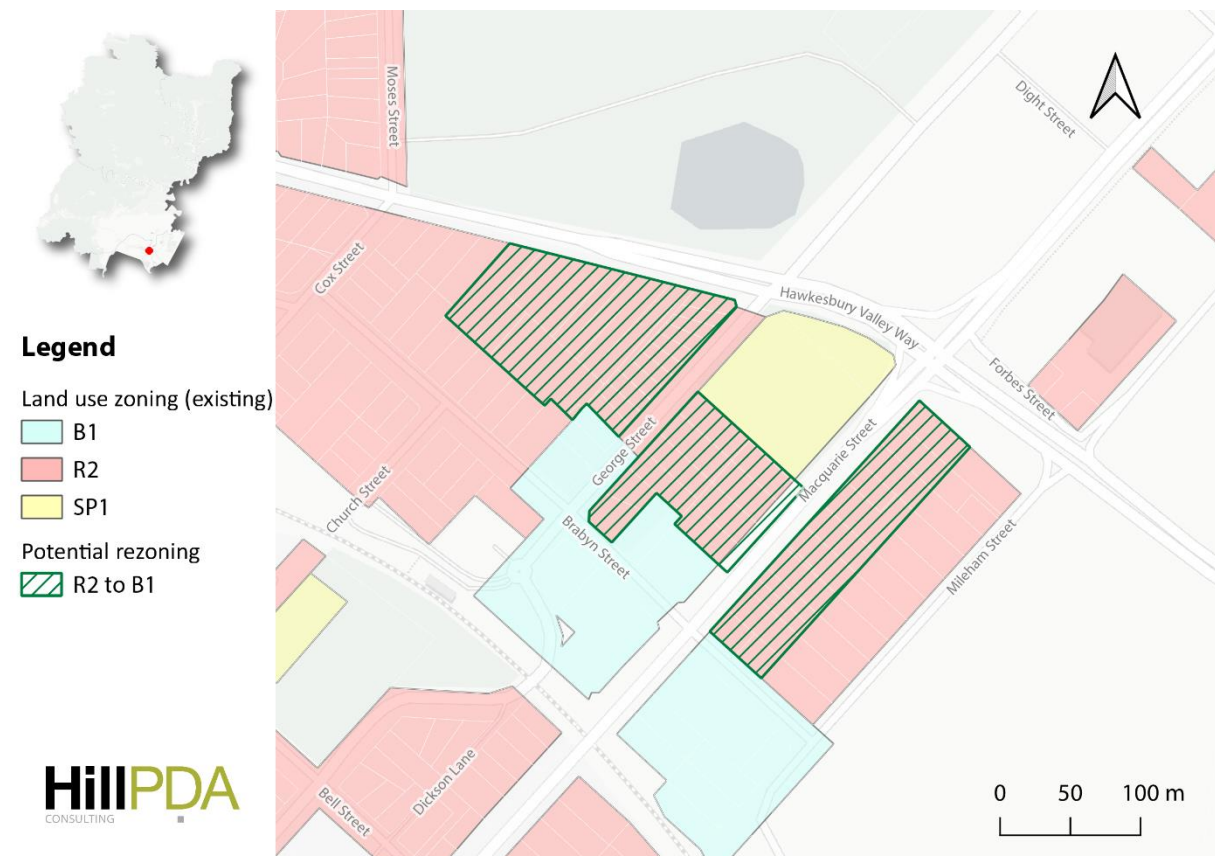 Legend
Land use zoning (existing)
B1
R2
SP1
Potential rezoning
R2 to B1
HillPDA
CONSULTING
Moses Street
Dight Street
Cox Street
Hawkesbury Valley Way
Forbes Street
George Street
Macquarie Street
Church Street
Brabyn Street
Mileham Street
Dickson Lane
Bell Street
0 50 100 m